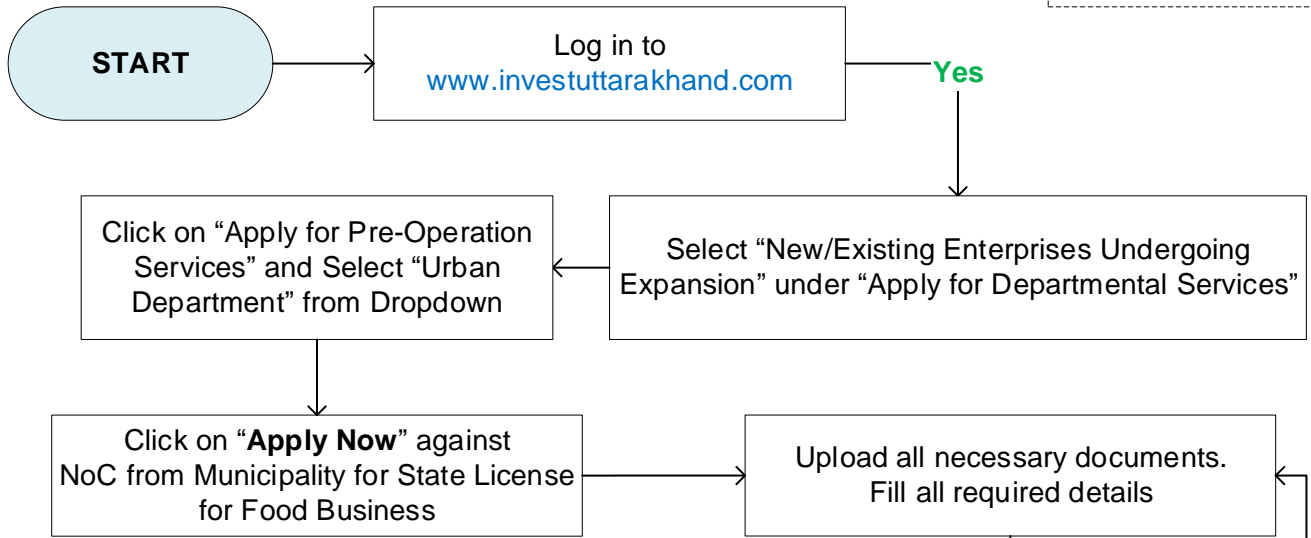 START
Log in to
www.investuttarakhand.com
Yes
Select “New/Existing Enterprises Undergoing
Expansion” under “Apply for Departmental Services”
Click on “Apply for Pre-Operation
Services” and Select “Urban
Department” from Dropdown
Click on “Apply Now” against
NoC from Municipality for State License
for Food Business
Upload all necessary documents.
Fill all required details